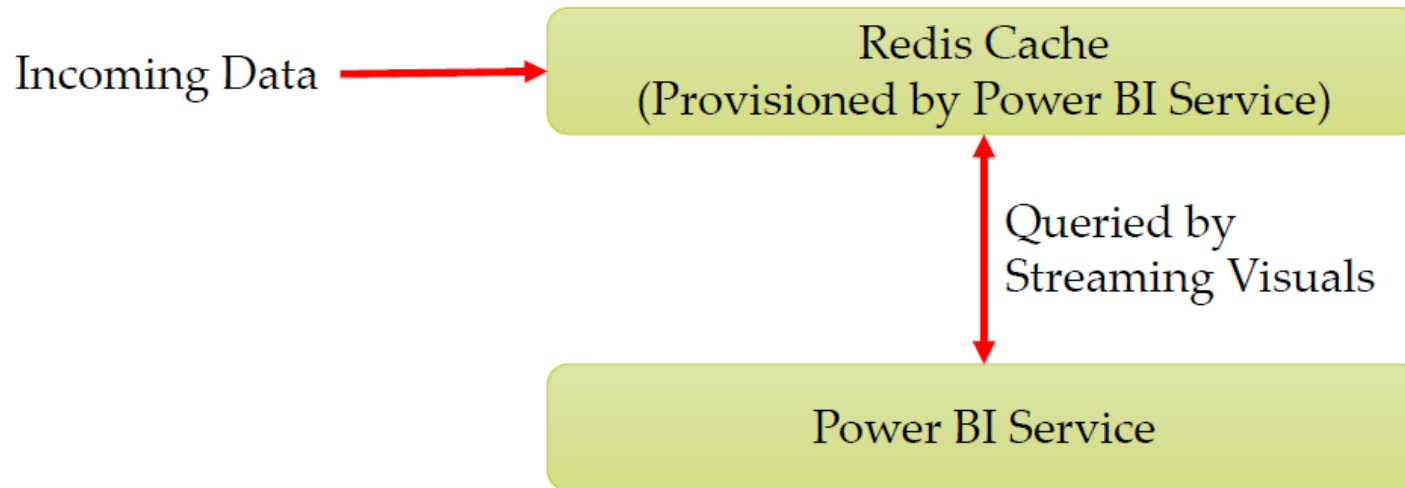 Redis Cache
Incoming Data
(Provisioned by Power BI Service)
Queried by
Streaming Visuals
Power BI Service